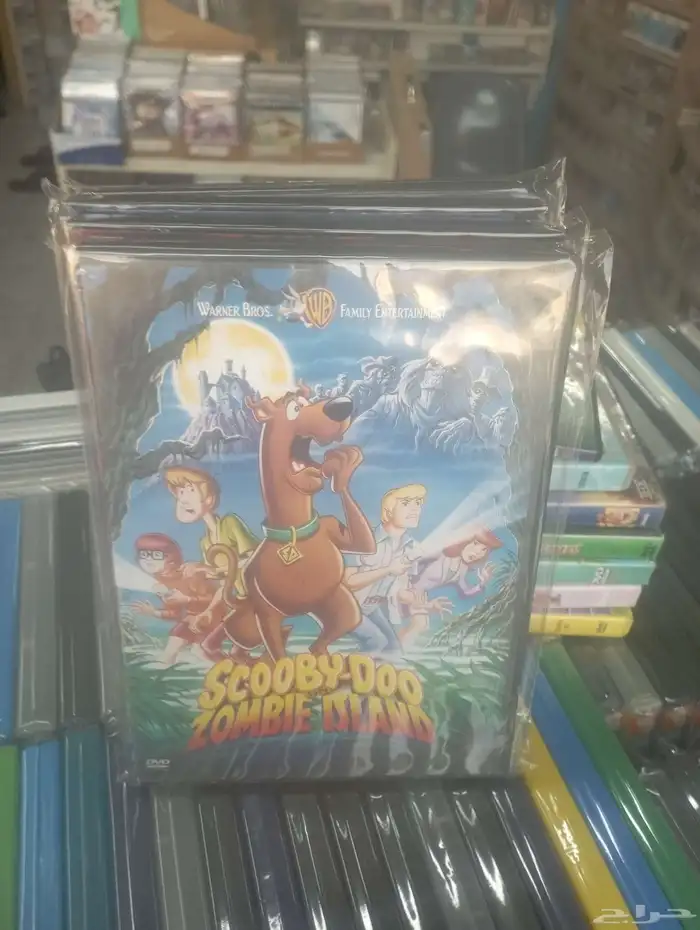 WARNER BROS. WB FAMILY ENTERTAINMENT
SCOOBY-DOO
ZOMBIE ISLAND
DVD
حراج